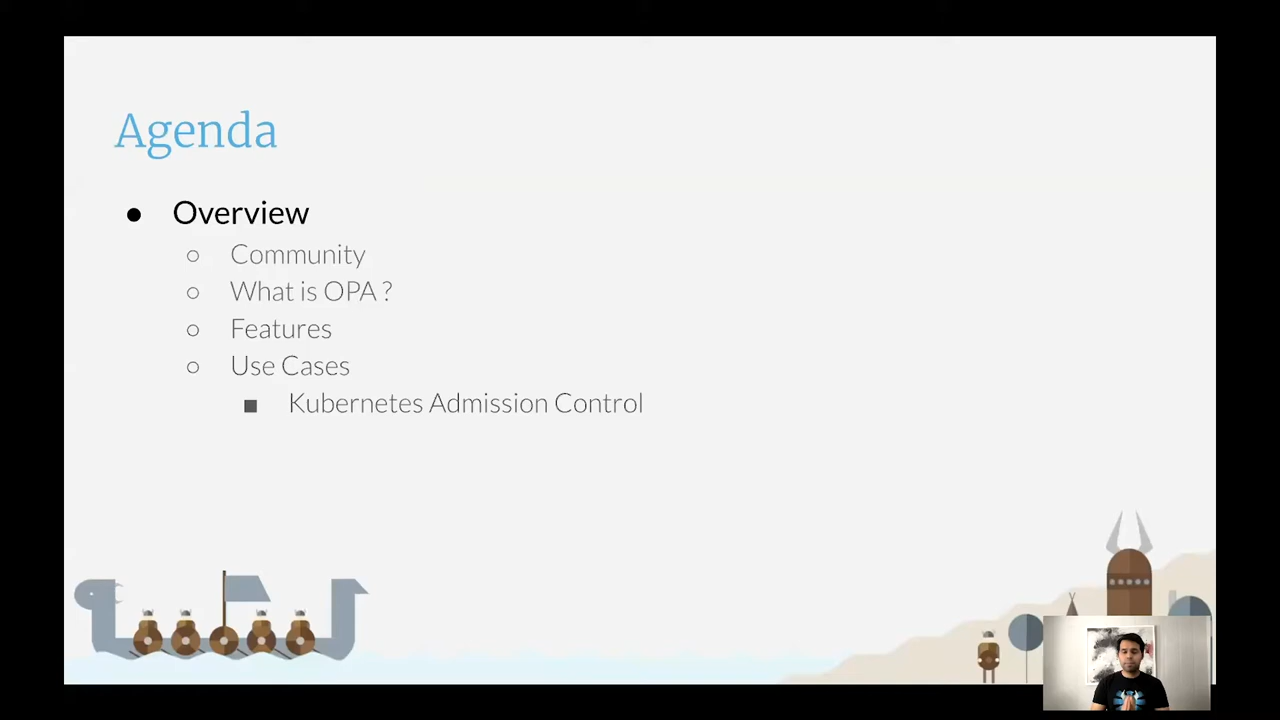 Agenda
● Overview
○ Community
○ What is OPA ?
○ Features
○ Use Cases
■ Kubernetes Admission Control